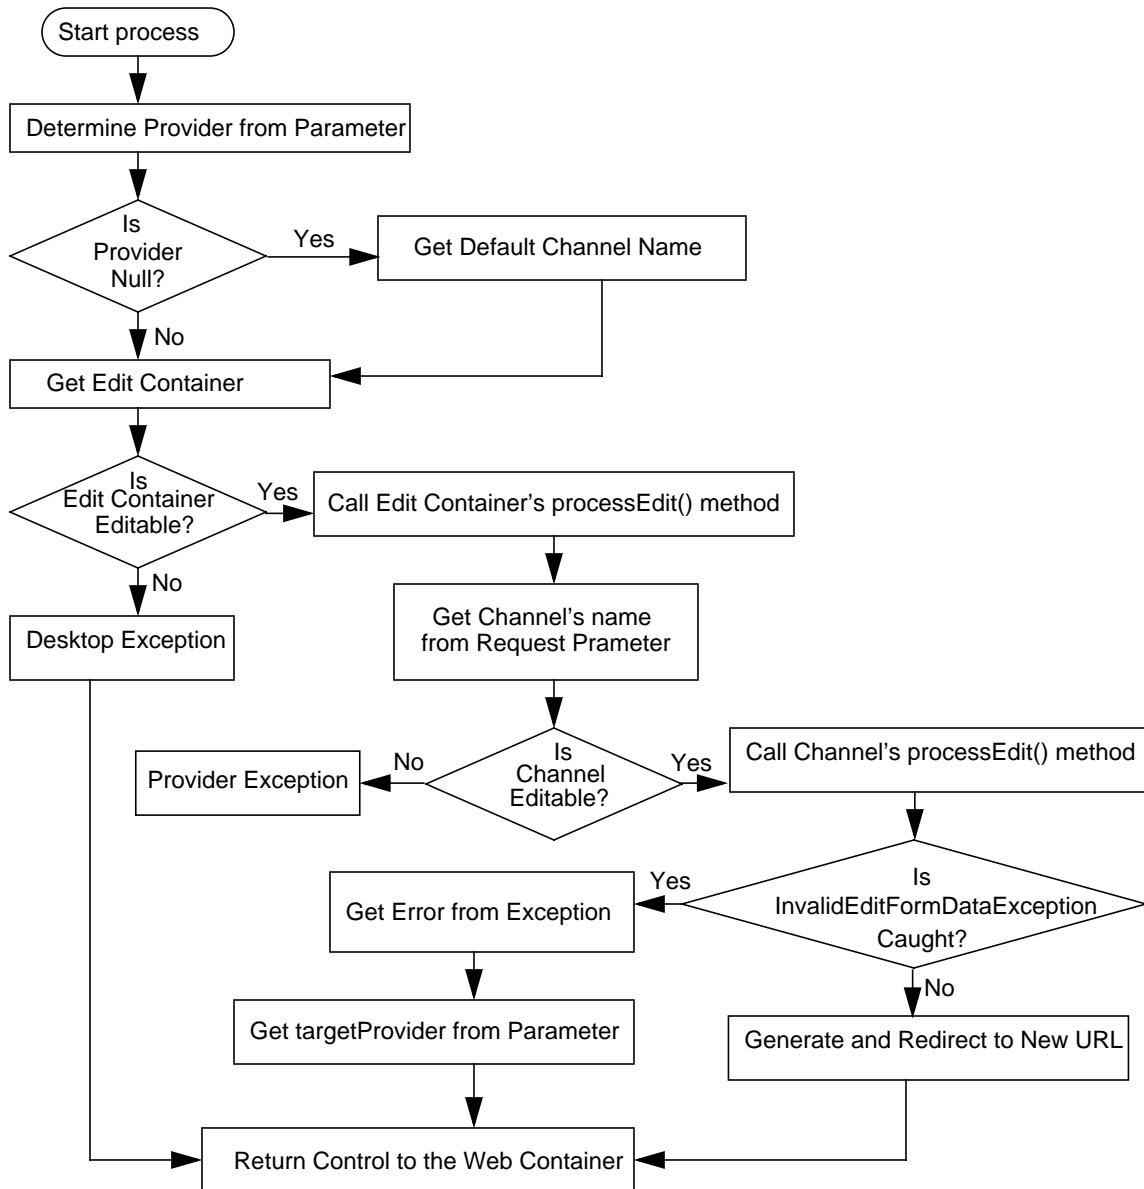 Start process
Determine Provider from Parameter
Is
Provider
Null?
Yes
Get Default Channel Name
No
Get Edit Container
Is
Edit Container
Editable?
Yes
Call Edit Container’s processEdit() method
No
Get Channel’s name
from Request Prameter
Desktop Exception
Is
Channel
Editable?
No
Yes
Provider Exception
Call Channel’s processEdit() method
Is
InvalidEditFormDataException
Caught?
Yes
Get Error from Exception
No
Get targetProvider from Parameter
Generate and Redirect to New URL
Return Control to the Web Container